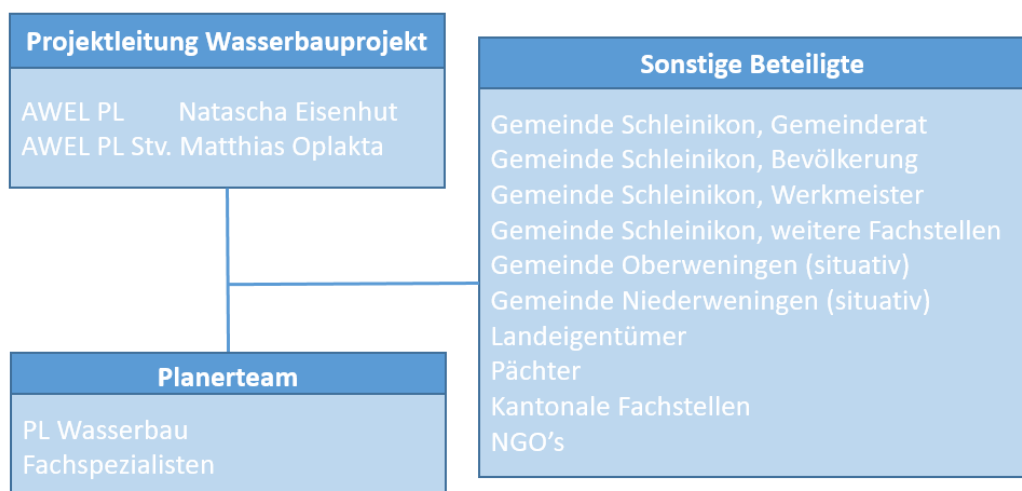 Projektleitung Wasserbauprojekt
AWEL PL Natascha Eisenhut
AWEL PL Stv. Matthias Oplakta
Planerteam
PL Wasserbau
Fachspezialisten
Sonstige Beteiligte
Gemeinde Schleinikon, Gemeinderat
Gemeinde Schleinikon, Bevölkerung
Gemeinde Schleinikon, Werkmeister
Gemeinde Schleinikon, weitere Fachstellen
Gemeinde Oberweningen (situativ)
Gemeinde Niederweningen (situativ)
Landeigentümer
Pächter
Kantonale Fachstellen
NGO’s